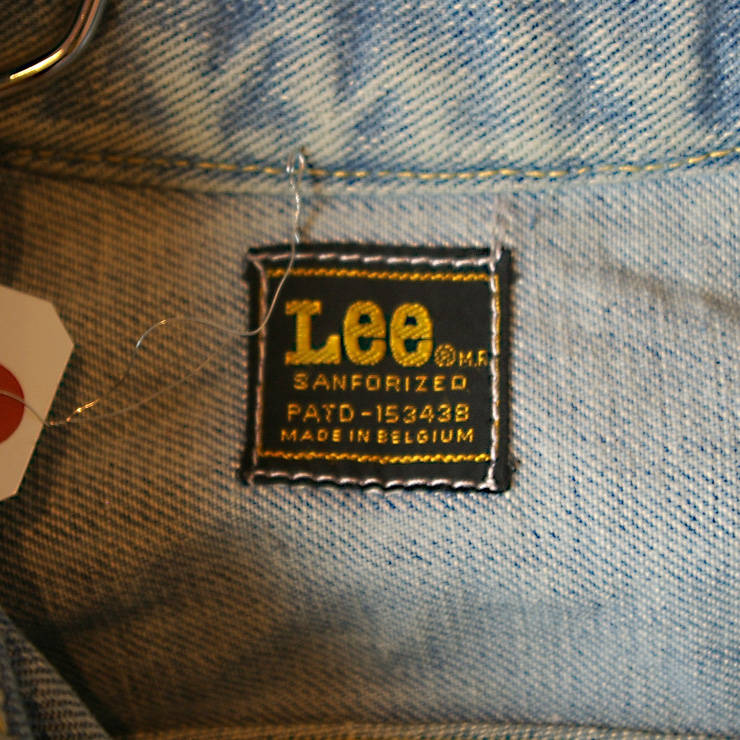 Lee ® M.R.
SANFORIZED
PATD-153438
MADE IN BELGIUM